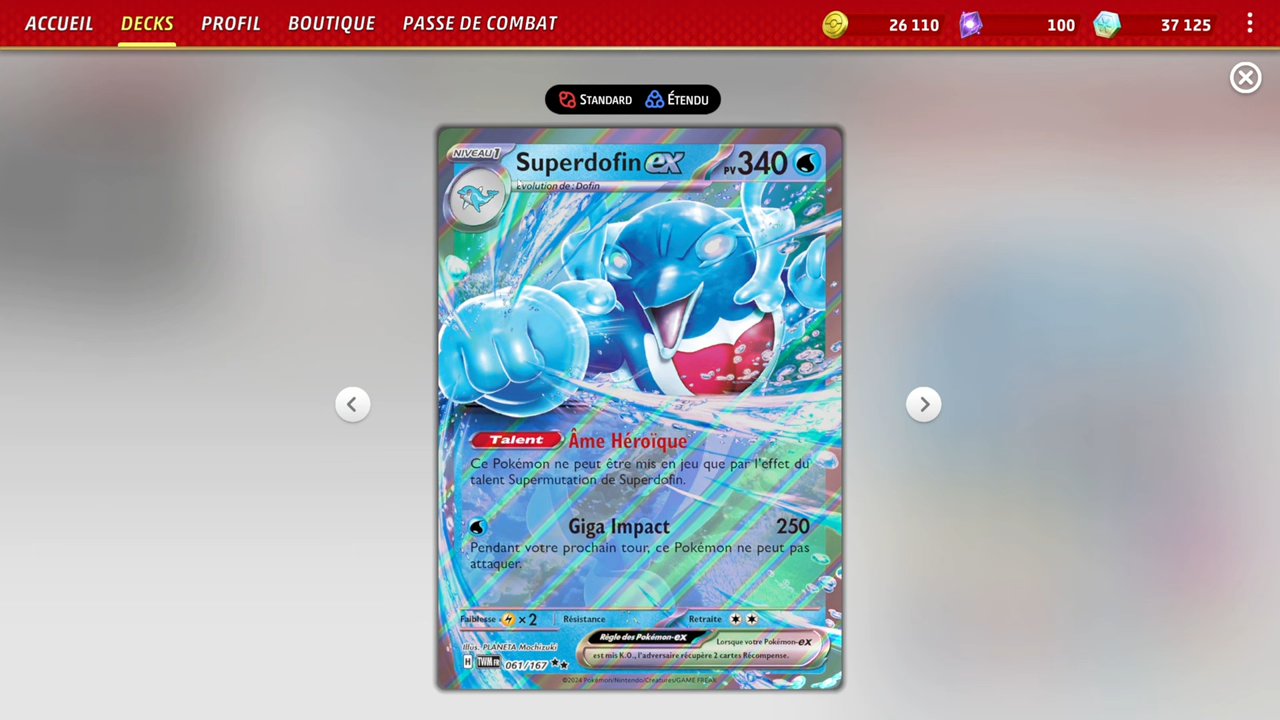 ACCUEIL DECKS PROFIL BOUTIQUE PASSE DE COMBAT 26 110 100 37 125
STANDARD ÉTENDU
NIVEAU 1 Superdofin ex PV 340
Évolution de : Dofin
Talent Âme Héroïque
Ce Pokémon ne peut être mis en jeu que par l'effet du
talent Supermutation de Superdofin.
Giga Impact 250
Pendant votre prochain tour, ce Pokémon ne peut pas
attaquer.
Faiblesse ×2 Résistance Retraite
Règle des Pokémon-ex Lorsque votre Pokémon-ex
est mis K.O., l'adversaire récupère 2 cartes Récompense.
Illus. PLANETA Mochizuki
H TWM FR 061/167
©2024 Pokémon/Nintendo/Creatures/GAME FREAK